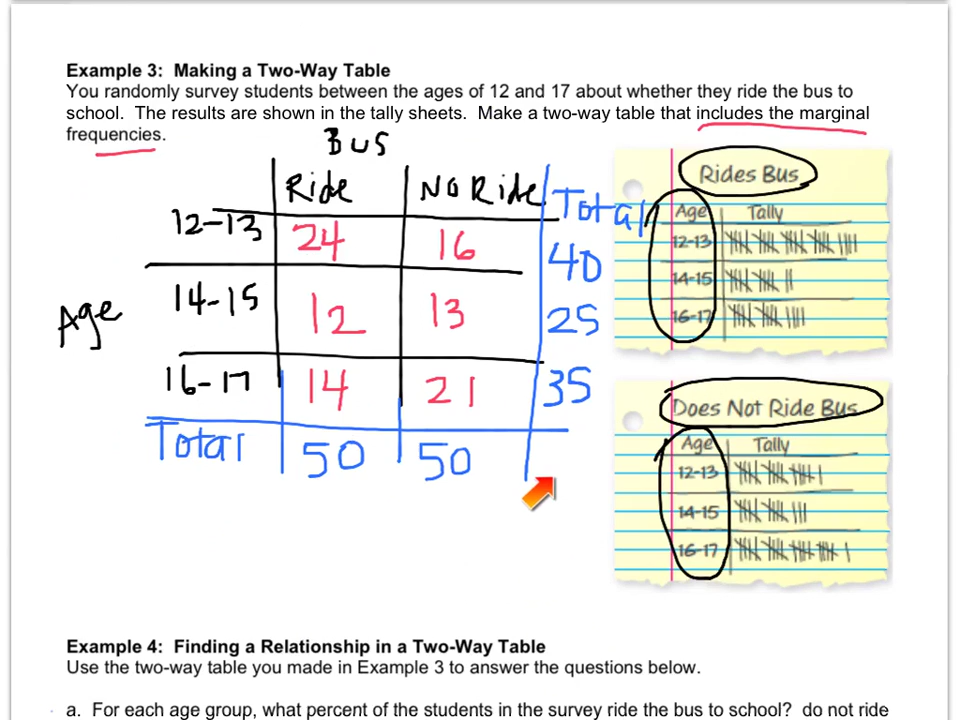 Example 3:  Making a Two-Way Table
You randomly survey students between the ages of 12 and 17 about whether they ride the bus to
school.  The results are shown in the tally sheets.  Make a two-way table that includes the marginal
frequencies.
Bus
Ride No Ride Total
12-13 24 16 40
Age 14-15 12 13 25
16-17 14 21 35
Total 50 50
Rides Bus
Age Tally
12-13
14-15
16-17
Does Not Ride Bus
Age Tally
12-13
14-15
16-17
Example 4:  Finding a Relationship in a Two-Way Table
Use the two-way table you made in Example 3 to answer the questions below.
a.  For each age group, what percent of the students in the survey ride the bus to school?  do not ride